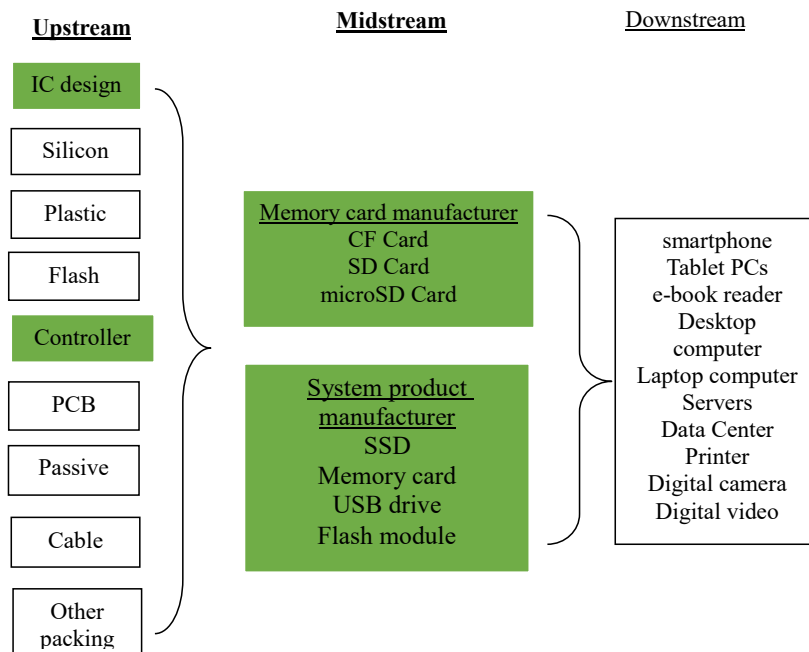 Upstream
Midstream
Downstream
IC design
Silicon
Plastic
Flash
Controller
PCB
Passive
Cable
Other
packing
Memory card manufacturer
CF Card
SD Card
microSD Card
System product
manufacturer
SSD
Memory card
USB drive
Flash module
smartphone
Tablet PCs
e-book reader
Desktop
computer
Laptop computer
Servers
Data Center
Printer
Digital camera
Digital video